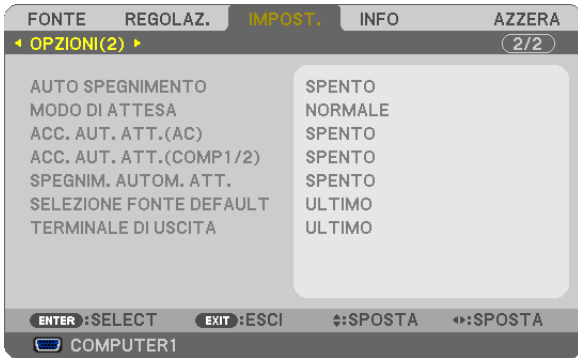 FONTE REGOLAZ. IMPOST. INFO AZZERA
OPZIONI(2) 2/2
AUTO SPEGNIMENTO SPENTO
MODO DI ATTESA NORMALE
ACC. AUT. ATT.(AC) SPENTO
ACC. AUT. ATT.(COMP1/2) SPENTO
SPEGNIM. AUTOM. ATT. SPENTO
SELEZIONE FONTE DEFAULT ULTIMO
TERMINALE DI USCITA ULTIMO
ENTER :SELECT EXIT :ESCI :SPOSTA :SPOSTA
COMPUTER1